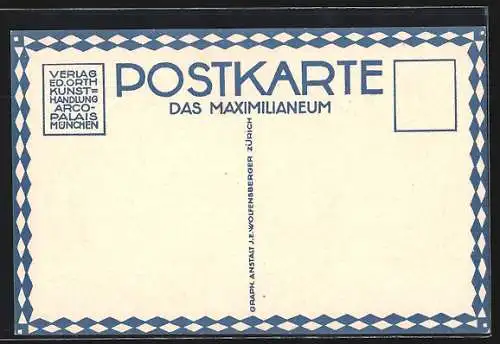 VERLAG
ED. ORTH
KUNST=
HANDLUNG
ARCO-
PALAIS
MÜNCHEN
POSTKARTE
DAS MAXIMILIANEUM
GRAPH. ANSTALT J. E. WOLFENSBERGER ZÜRICH